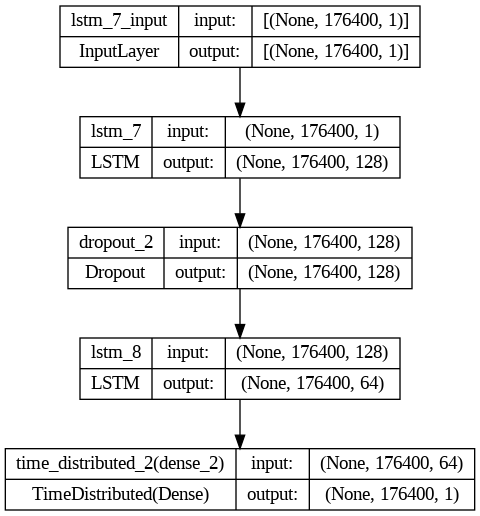 lstm_7_input input: [(None, 176400, 1)]
InputLayer output: [(None, 176400, 1)]
lstm_7 input: (None, 176400, 1)
LSTM output: (None, 176400, 128)
dropout_2 input: (None, 176400, 128)
Dropout output: (None, 176400, 128)
lstm_8 input: (None, 176400, 128)
LSTM output: (None, 176400, 64)
time_distributed_2(dense_2) input: (None, 176400, 64)
TimeDistributed(Dense) output: (None, 176400, 1)